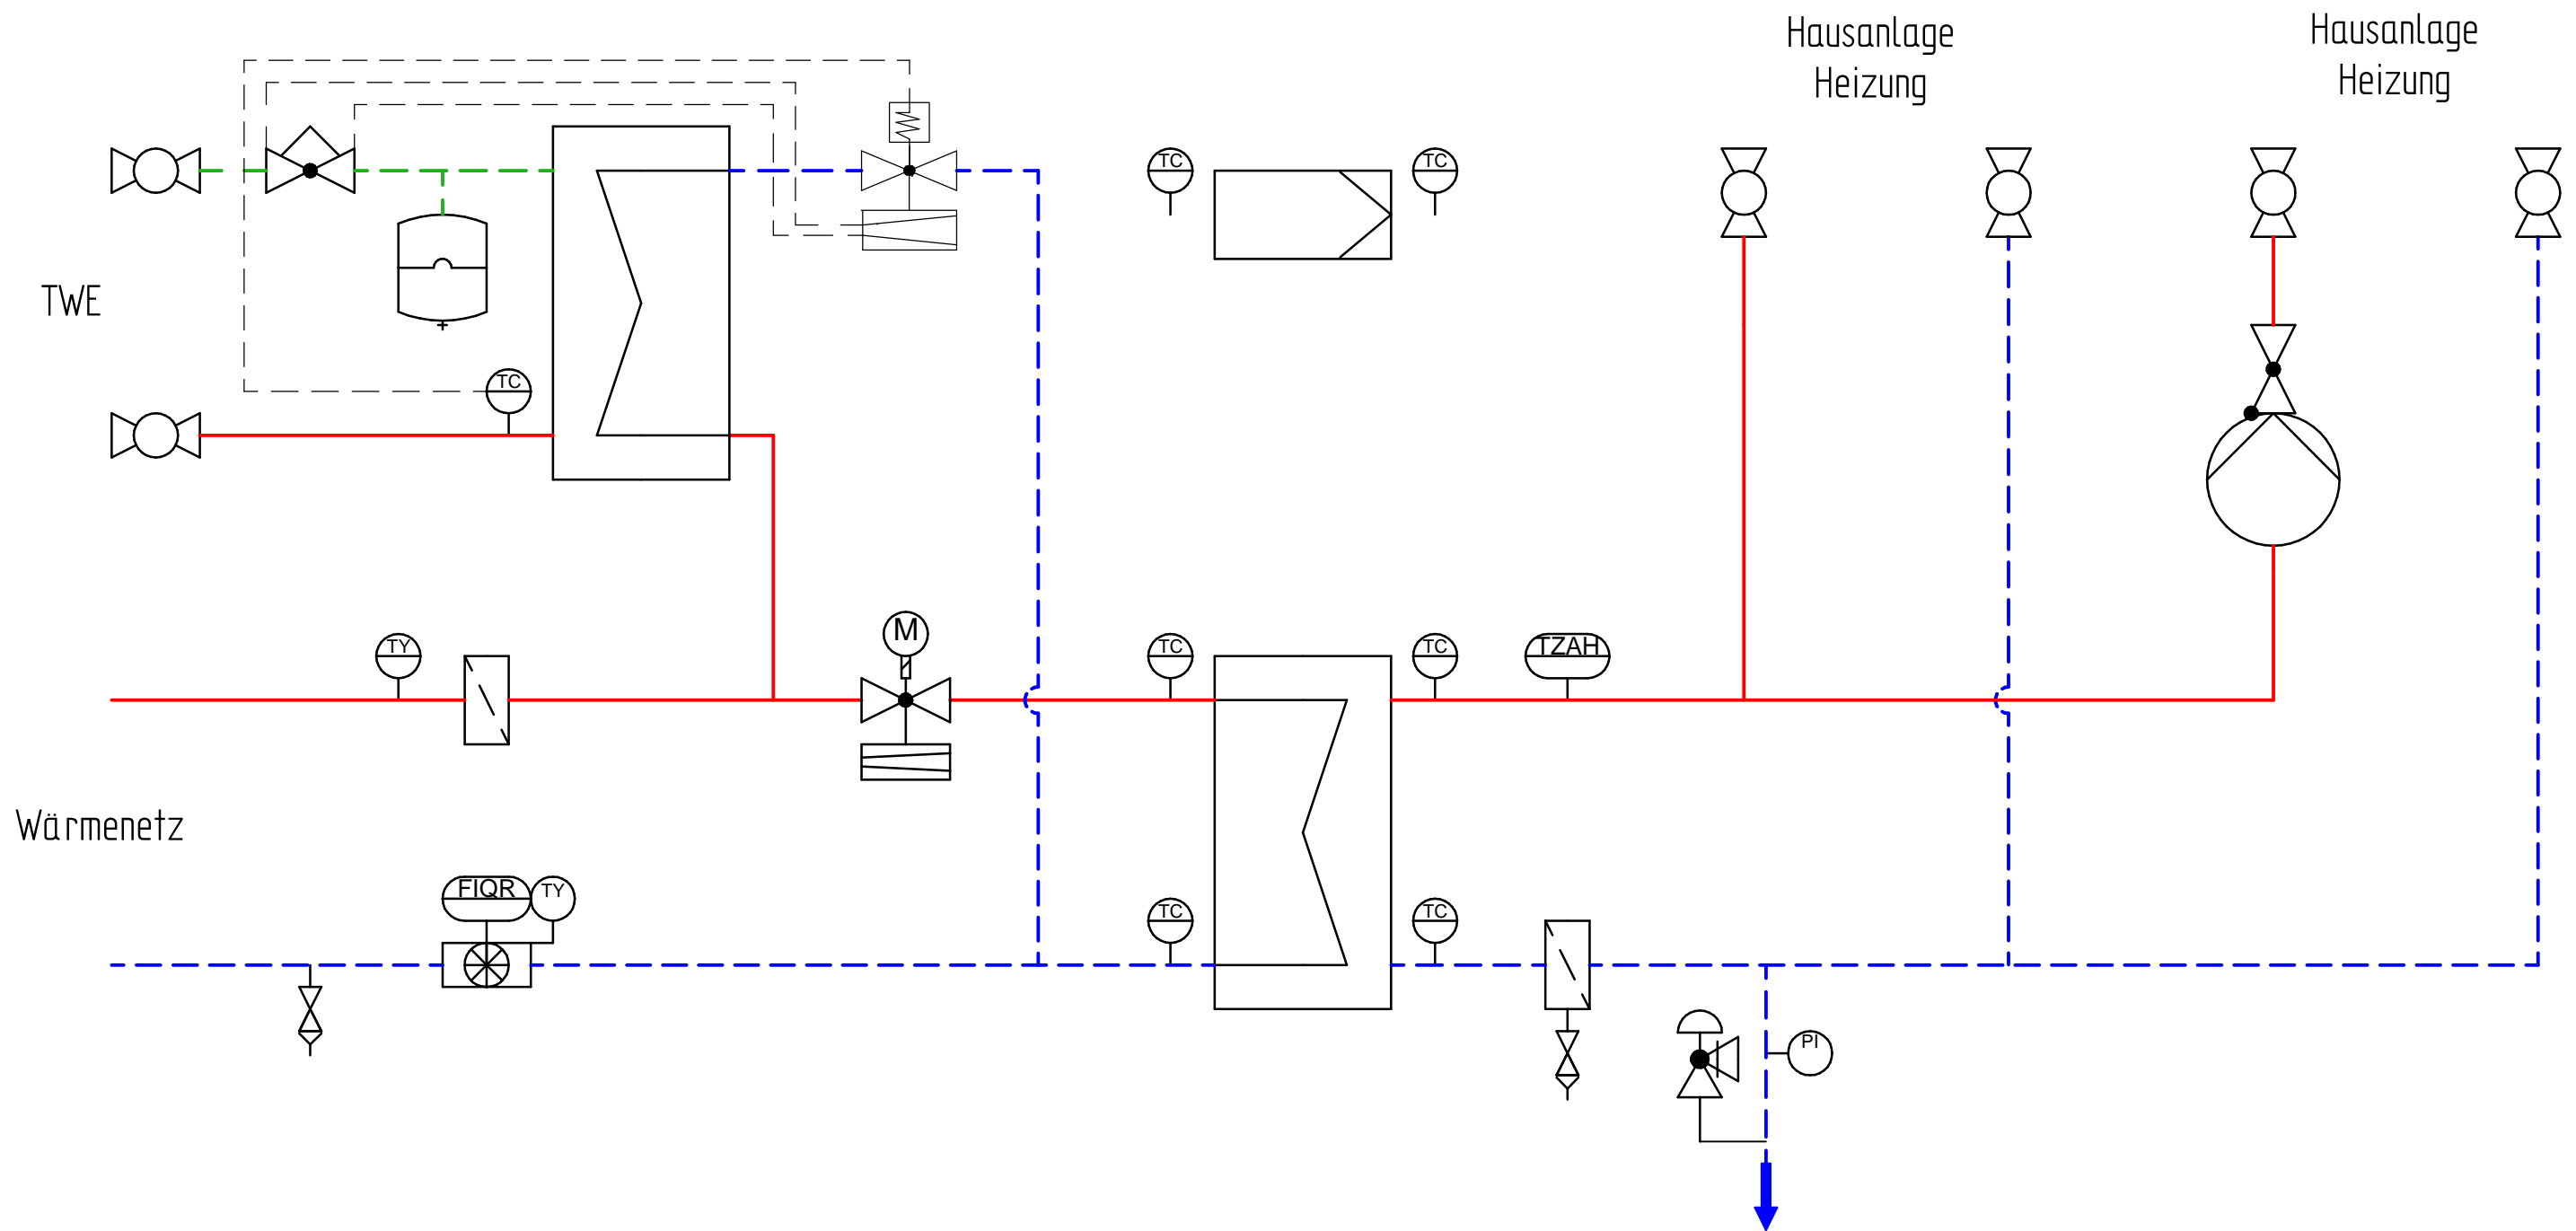 Hausanlage
Heizung
Hausanlage
Heizung
TC
TC
TWE
TC
M
TY
TC
TC
TZAH
Wärmenetz
FIQR
TY
TC
TC
PI